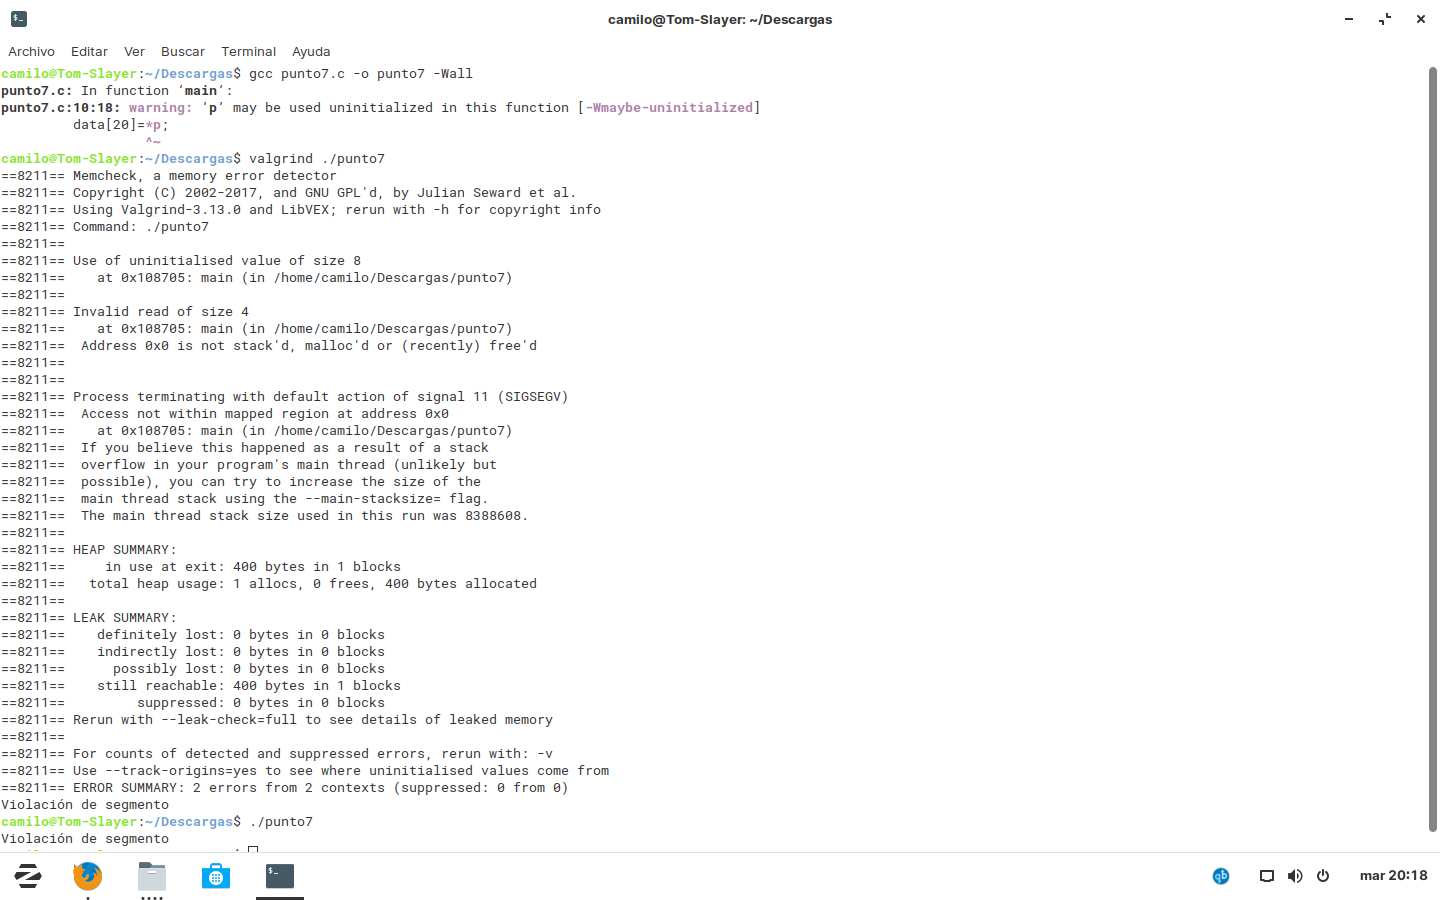 camilo@Tom-Slayer: ~/Descargas
Archivo Editar Ver Buscar Terminal Ayuda
camilo@Tom-Slayer:~/Descargas$ gcc punto7.c -o punto7 -Wall
punto7.c: In function ‘main’:
punto7.c:10:18: warning: ‘p’ may be used uninitialized in this function [-Wmaybe-uninitialized]
data[20]=*p;
^~
camilo@Tom-Slayer:~/Descargas$ valgrind ./punto7
==8211== Memcheck, a memory error detector
==8211== Copyright (C) 2002-2017, and GNU GPL'd, by Julian Seward et al.
==8211== Using Valgrind-3.13.0 and LibVEX; rerun with -h for copyright info
==8211== Command: ./punto7
==8211==
==8211== Use of uninitialised value of size 8
==8211==    at 0x108705: main (in /home/camilo/Descargas/punto7)
==8211==
==8211== Invalid read of size 4
==8211==    at 0x108705: main (in /home/camilo/Descargas/punto7)
==8211==  Address 0x0 is not stack'd, malloc'd or (recently) free'd
==8211==
==8211==
==8211== Process terminating with default action of signal 11 (SIGSEGV)
==8211==  Access not within mapped region at address 0x0
==8211==    at 0x108705: main (in /home/camilo/Descargas/punto7)
==8211==  If you believe this happened as a result of a stack
==8211==  overflow in your program's main thread (unlikely but
==8211==  possible), you can try to increase the size of the
==8211==  main thread stack using the --main-stacksize= flag.
==8211==  The main thread stack size used in this run was 8388608.
==8211==
==8211== HEAP SUMMARY:
==8211==     in use at exit: 400 bytes in 1 blocks
==8211==   total heap usage: 1 allocs, 0 frees, 400 bytes allocated
==8211==
==8211== LEAK SUMMARY:
==8211==    definitely lost: 0 bytes in 0 blocks
==8211==    indirectly lost: 0 bytes in 0 blocks
==8211==      possibly lost: 0 bytes in 0 blocks
==8211==    still reachable: 400 bytes in 1 blocks
==8211==         suppressed: 0 bytes in 0 blocks
==8211== Rerun with --leak-check=full to see details of leaked memory
==8211==
==8211== For counts of detected and suppressed errors, rerun with: -v
==8211== Use --track-origins=yes to see where uninitialised values come from
==8211== ERROR SUMMARY: 2 errors from 2 contexts (suppressed: 0 from 0)
Violación de segmento
camilo@Tom-Slayer:~/Descargas$ ./punto7
Violación de segmento
qb
mar 20:18